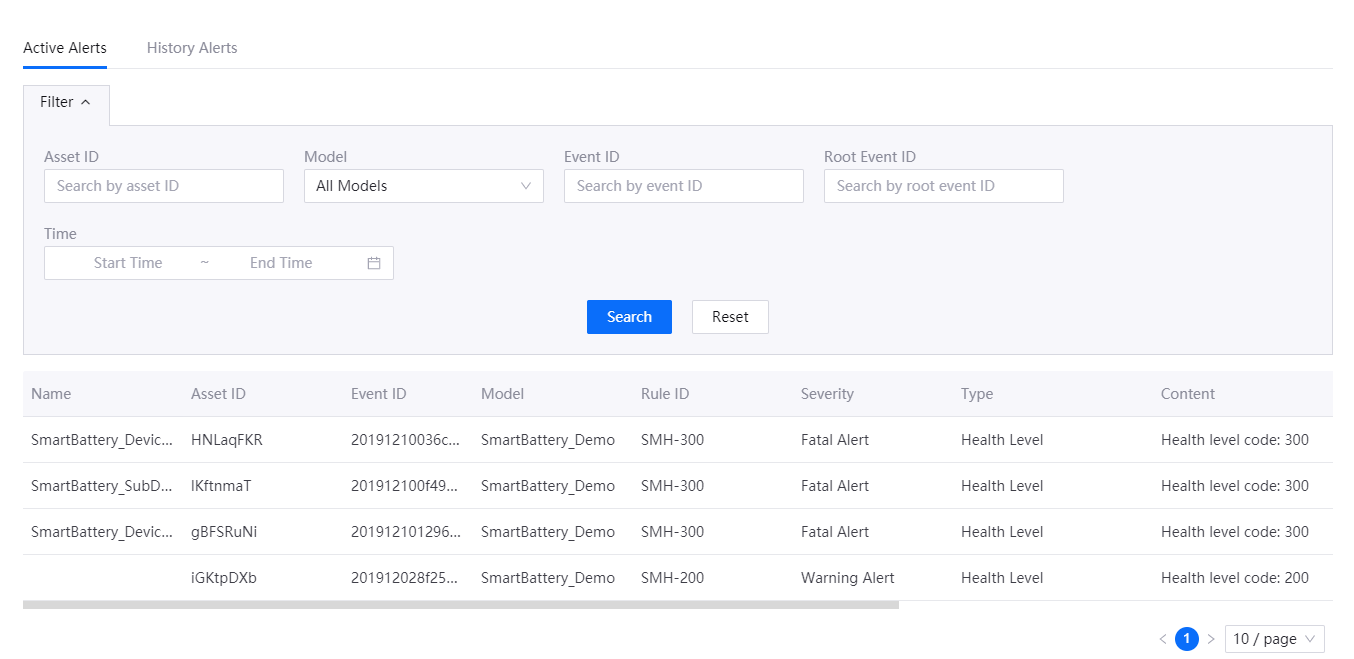 Active Alerts History Alerts
Filter
Asset ID Model Event ID Root Event ID
Search by asset ID All Models Search by event ID Search by root event ID
Time
Start Time ~ End Time
Search Reset
Name Asset ID Event ID Model Rule ID Severity Type Content
SmartBattery_Devic... HNLaqFKR 20191210036c... SmartBattery_Demo SMH-300 Fatal Alert Health Level Health level code: 300
SmartBattery_SubD... IKftnmaT 201912100f49... SmartBattery_Demo SMH-300 Fatal Alert Health Level Health level code: 300
SmartBattery_Devic... gBFSRuNi 201912101296... SmartBattery_Demo SMH-300 Fatal Alert Health Level Health level code: 300
iGKtpDXb 201912028f25... SmartBattery_Demo SMH-200 Warning Alert Health Level Health level code: 200
< 1 > 10 / page